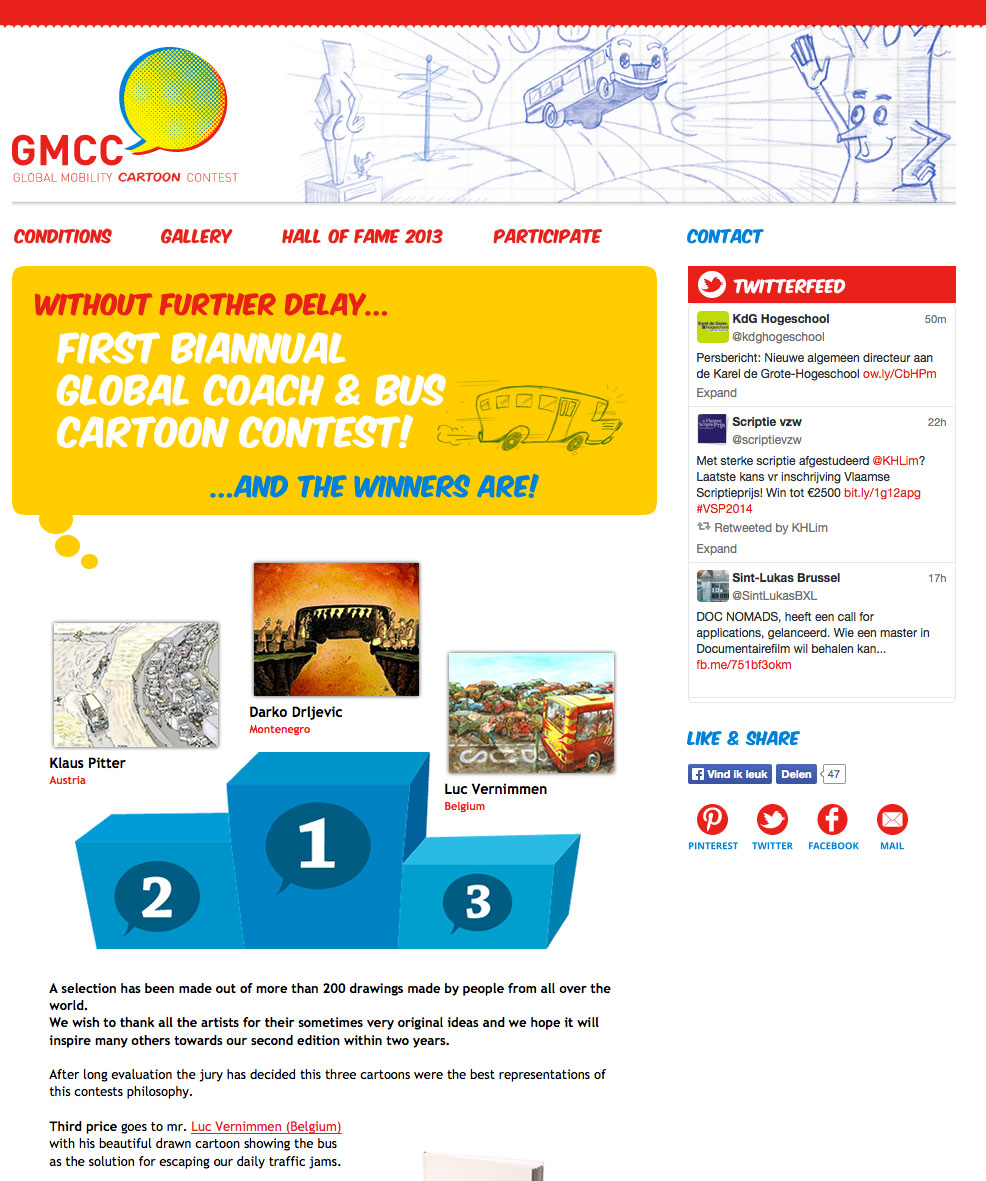 GMCC
GLOBAL MOBILITY CARTOON CONTEST
CONDITIONS
GALLERY
HALL OF FAME 2013
PARTICIPATE
CONTACT
WITHOUT FURTHER DELAY...
FIRST BIANNUAL
GLOBAL COACH & BUS
CARTOON CONTEST!
...AND THE WINNERS ARE!
Darko Drljevic
Montenegro
Klaus Pitter
Austria
Luc Vernimmen
Belgium
1
2
3
A selection has been made out of more than 200 drawings made by people from all over the
world.
We wish to thank all the artists for their sometimes very original ideas and we hope it will
inspire many others towards our second edition within two years.
After long evaluation the jury has decided this three cartoons were the best representations of
this contests philosophy.
Third price goes to mr. Luc Vernimmen (Belgium)
with his beautiful drawn cartoon showing the bus
as the solution for escaping our daily traffic jams.
TWITTERFEED
KdG Hogeschool 50m
@kdghogeschool
Persbericht: Nieuwe algemeen directeur aan
de Karel de Grote-Hogeschool ow.ly/CbHPm
Expand
Scriptie vzw 22h
@scriptievzw
Met sterke scriptie afgestudeerd @KHLim?
Laatste kans vr inschrijving Vlaamse
Scriptieprijs! Win tot €2500 bit.ly/1g12apg
#VSP2014
Retweeted by KHLim
Expand
Sint-Lukas Brussel 17h
@SintLukasBXL
DOC NOMADS, heeft een call for
applications, gelanceerd. Wie een master in
Documentairefilm wil behalen kan...
fb.me/751bf3okm
LIKE & SHARE
Vind ik leuk Delen 47
PINTEREST TWITTER FACEBOOK MAIL